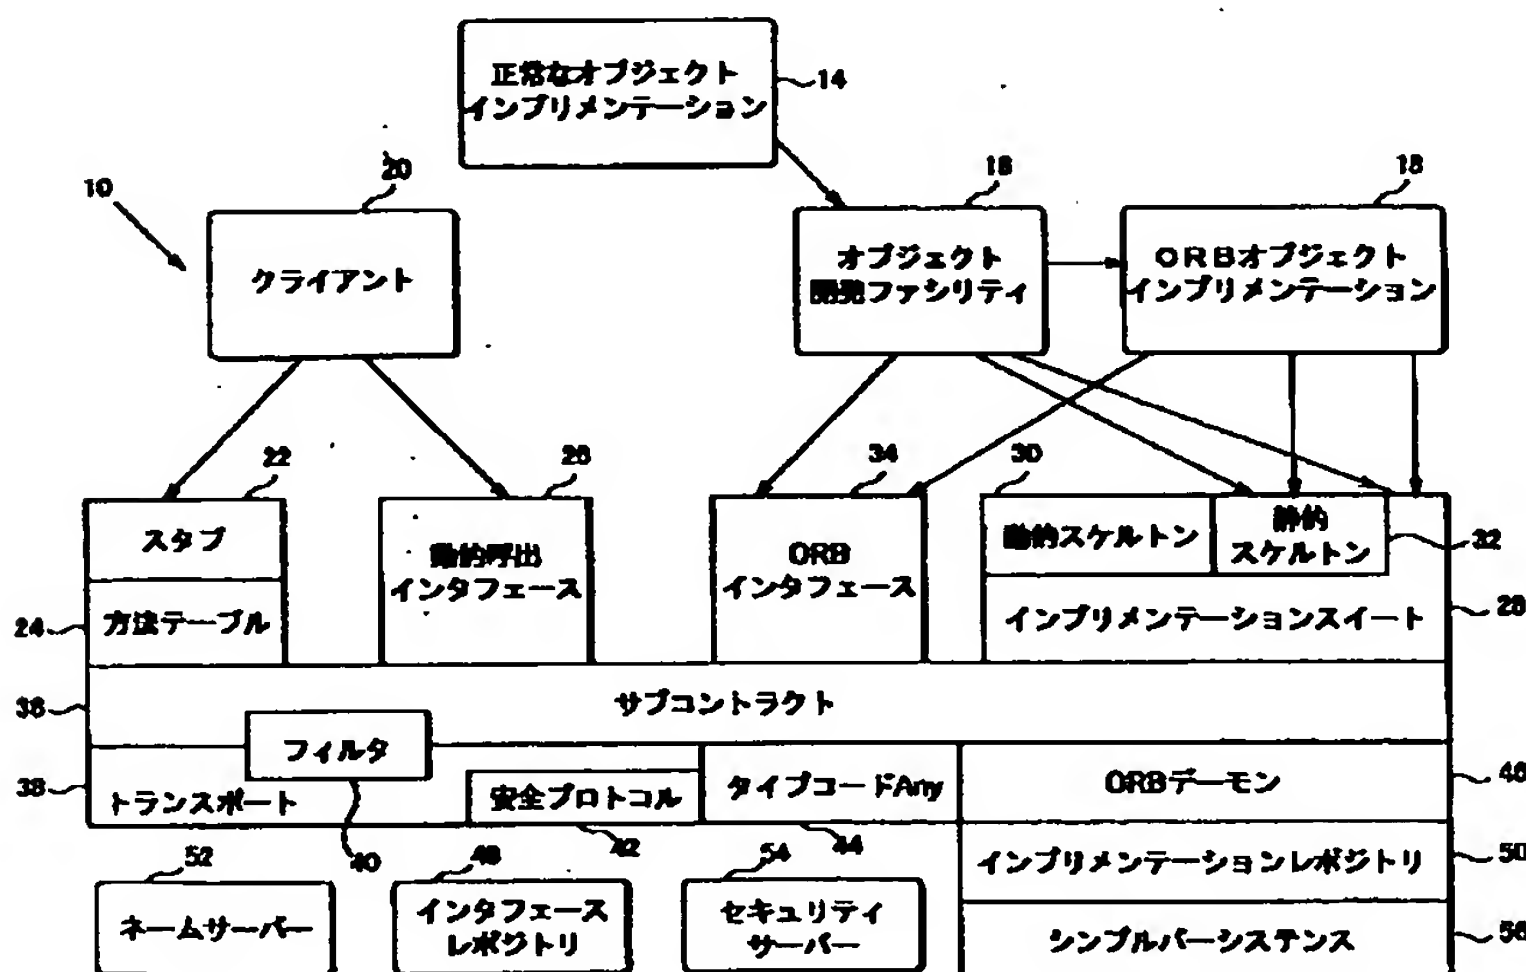 正常なオブジェクト
インプリメンテーション
14
10
20
クライアント
16
オブジェクト
開発ファシリティ
18
ORBオブジェクト
インプリメンテーション
22
スタブ
24
方法テーブル
26
動的呼出
インタフェース
34
ORB
インタフェース
30
動的スケルトン
静的
スケルトン
32
インプリメンテーションスイート
28
36
サブコントラクト
フィルタ
38
トランスポート
40
安全プロトコル
42
タイプコードAny
44
ORBデーモン
46
インプリメンテーションレポジトリ
50
シンプルパーシステンス
56
52
ネームサーバー
48
インタフェース
レポジトリ
54
セキュリティ
サーバー